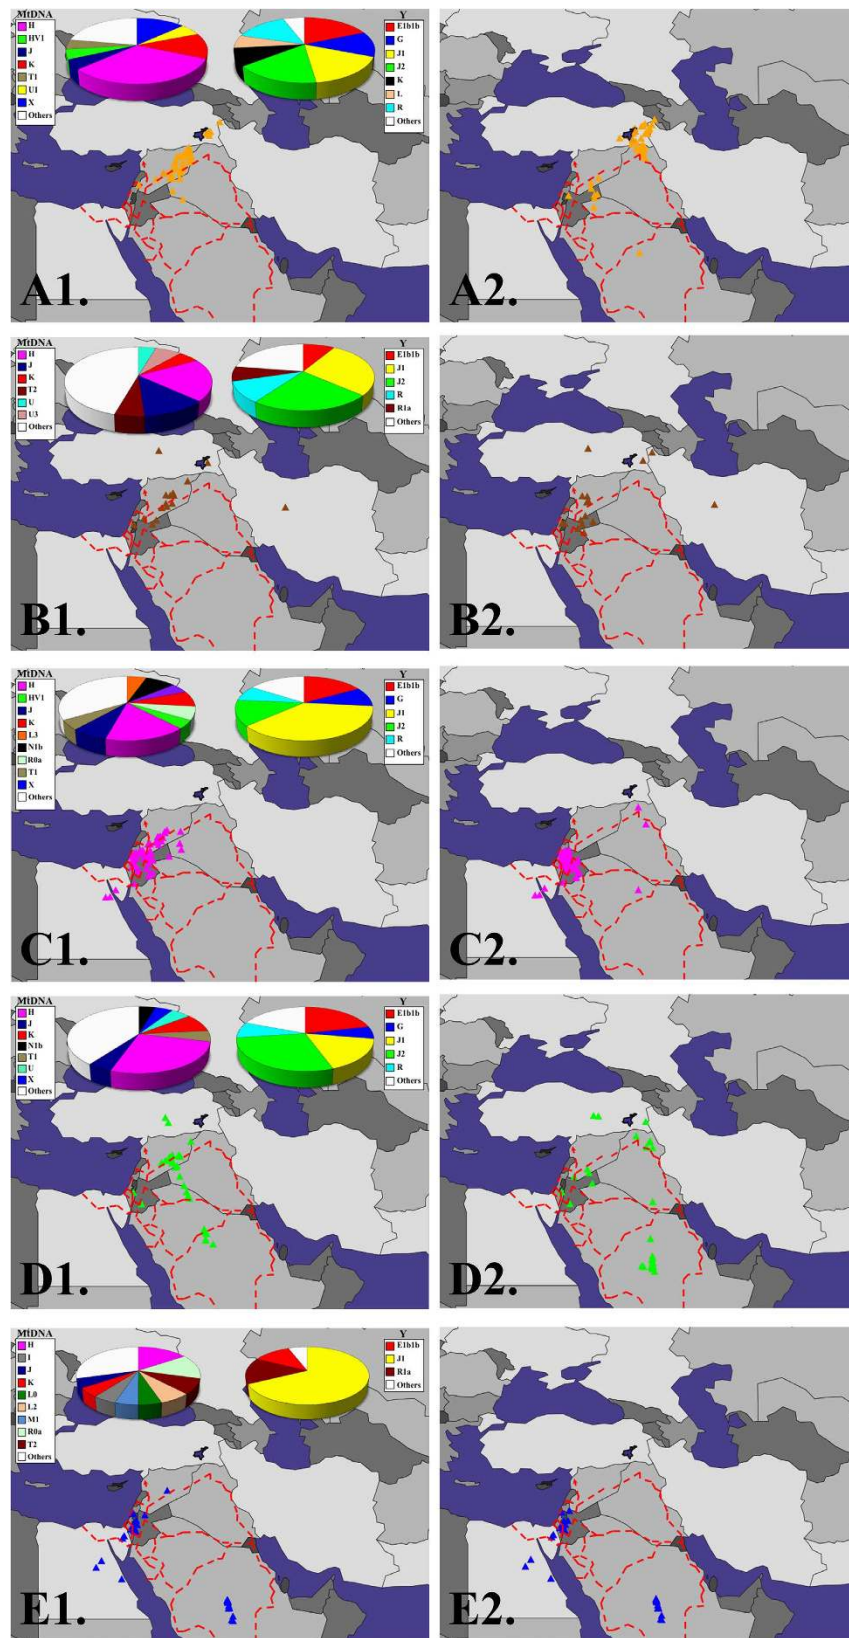 MtDNA
H
HV1
J
K
T1
U1
X
Others
Y
E1b1b
G
J1
J2
K
L
R
Others
A1.
A2.
MtDNA
H
J
K
T2
U
U3
Others
Y
E1b1b
J1
J2
R
R1a
Others
B1.
B2.
MtDNA
H
HV1
J
K
L3
N1b
R0a
T1
X
Others
Y
E1b1b
G
J1
J2
R
Others
C1.
C2.
MtDNA
H
J
K
N1b
T1
U
X
Others
Y
E1b1b
G
J1
J2
R
Others
D1.
D2.
MtDNA
H
I
J
K
L0
L2
M1
R0a
T2
Others
Y
E1b1b
J1
R1a
Others
E1.
E2.